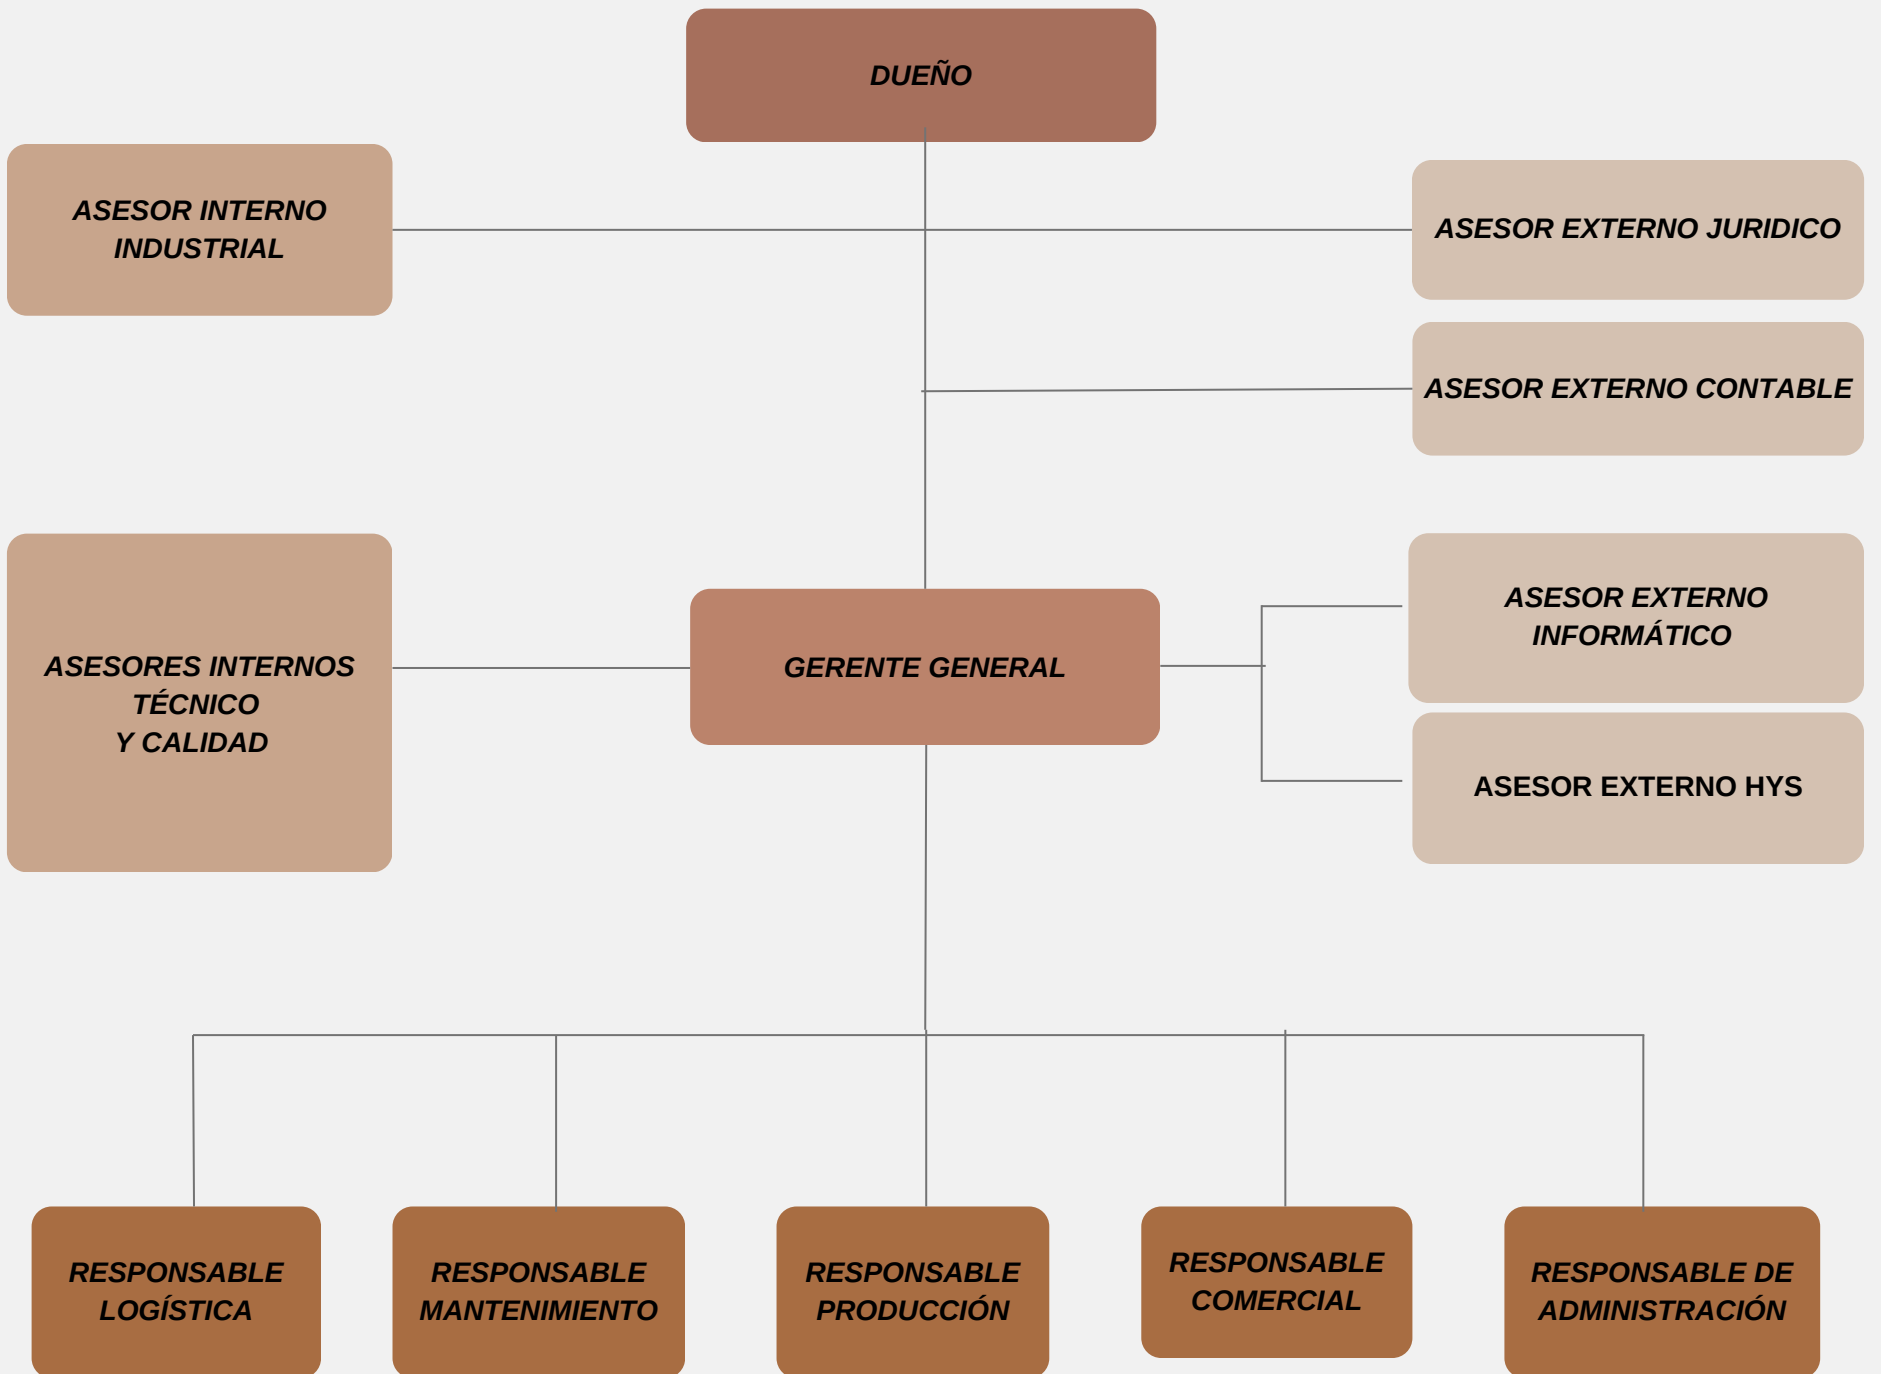 DUEÑO
ASESOR INTERNO
INDUSTRIAL
ASESOR EXTERNO JURIDICO
ASESOR EXTERNO CONTABLE
ASESORES INTERNOS
TÉCNICO
Y CALIDAD
GERENTE GENERAL
ASESOR EXTERNO
INFORMÁTICO
ASESOR EXTERNO HYS
RESPONSABLE
LOGÍSTICA
RESPONSABLE
MANTENIMIENTO
RESPONSABLE
PRODUCCIÓN
RESPONSABLE
COMERCIAL
RESPONSABLE DE
ADMINISTRACIÓN